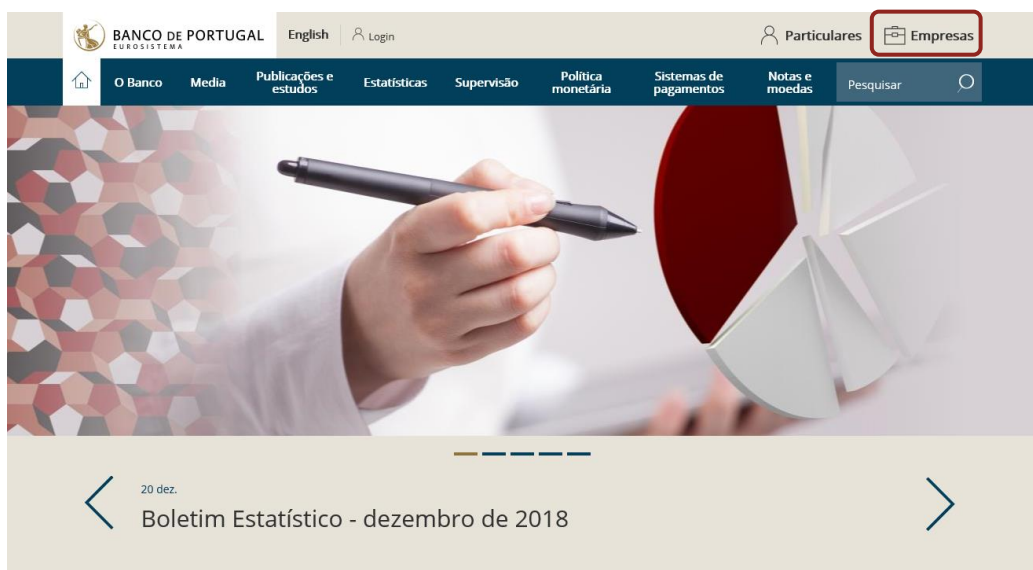 BANCO DE PORTUGAL
EUROSISTEMA
English
Login
Particulares
Empresas
O Banco
Media
Publicações e
estudos
Estatísticas
Supervisão
Política
monetária
Sistemas de
pagamentos
Notas e
moedas
Pesquisar
20 dez.
Boletim Estatístico - dezembro de 2018